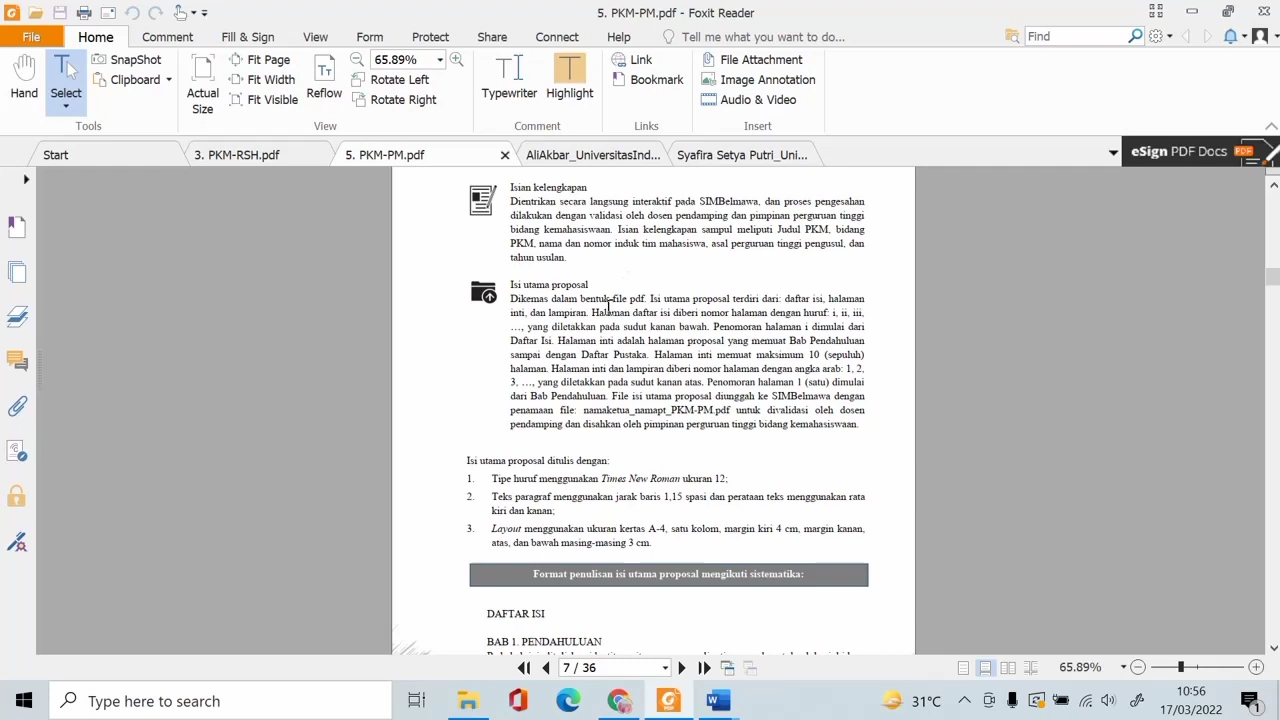 5. PKM-PM.pdf - Foxit Reader
File Home Comment Fill & Sign View Form Protect Share Connect Help Tell me what you want to do... Find
SnapShot Fit Page 65.89% Link File Attachment
Clipboard Fit Width Rotate Left Bookmark Image Annotation
Hand Select Actual Size Fit Visible Reflow Rotate Right Typewriter Highlight Audio & Video
Tools View Comment Links Insert
Start 3. PKM-RSH.pdf 5. PKM-PM.pdf AliAkbar_UniversitasInd... Syafira Setya Putri_Uni... eSign PDF Docs PDF
Isian kelengkapan
Dientrikan secara langsung interaktif pada SIMBelmawa, dan proses pengesahan
dilakukan dengan validasi oleh dosen pendamping dan pimpinan perguruan tinggi
bidang kemahasiswaan. Isian kelengkapan sampul meliputi Judul PKM, bidang
PKM, nama dan nomor induk tim mahasiswa, asal perguruan tinggi pengusul, dan
tahun usulan.
Isi utama proposal
Dikemas dalam bentuk file pdf. Isi utama proposal terdiri dari: daftar isi, halaman
inti, dan lampiran. Halaman daftar isi diberi nomor halaman dengan huruf: i, ii, iii,
…, yang diletakkan pada sudut kanan bawah. Penomoran halaman i dimulai dari
Daftar Isi. Halaman inti adalah halaman proposal yang memuat Bab Pendahuluan
sampai dengan Daftar Pustaka. Halaman inti memuat maksimum 10 (sepuluh)
halaman. Halaman inti dan lampiran diberi nomor halaman dengan angka arab: 1, 2,
3, …, yang diletakkan pada sudut kanan atas. Penomoran halaman 1 (satu) dimulai
dari Bab Pendahuluan. File isi utama proposal diunggah ke SIMBelmawa dengan
penamaan file: namaketua_namapt_PKM-PM.pdf untuk divalidasi oleh dosen
pendamping dan disahkan oleh pimpinan perguruan tinggi bidang kemahasiswaan.
Isi utama proposal ditulis dengan:
1. Tipe huruf menggunakan Times New Roman ukuran 12;
2. Teks paragraf menggunakan jarak baris 1,15 spasi dan perataan teks menggunakan rata
kiri dan kanan;
3. Layout menggunakan ukuran kertas A-4, satu kolom, margin kiri 4 cm, margin kanan,
atas, dan bawah masing-masing 3 cm.
Format penulisan isi utama proposal mengikuti sistematika:
DAFTAR ISI
BAB 1. PENDAHULUAN
7 / 36 65.89%
Type here to search 31°C 10:56
17/03/2022